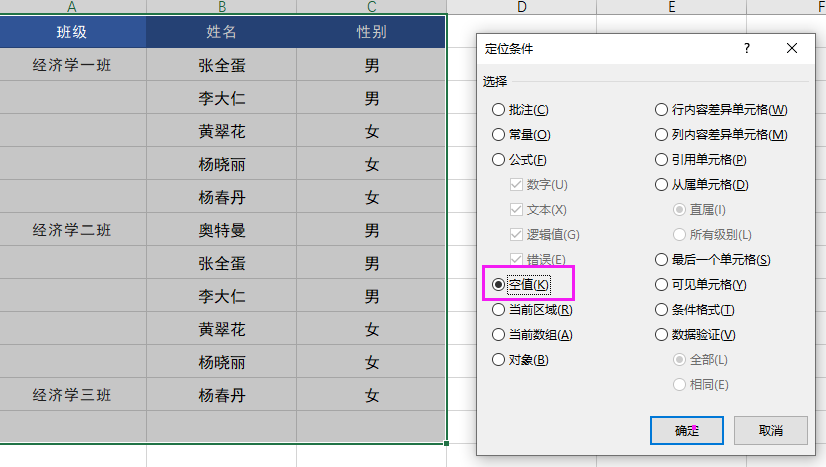 A B C D E F
班级 姓名 性别
经济学一班 张全蛋 男
李大仁 男
黄翠花 女
杨晓丽 女
杨春丹 女
经济学二班 奥特曼 男
张全蛋 男
李大仁 男
黄翠花 女
杨晓丽 女
经济学三班 杨春丹 女
定位条件 ?
选择
批注(C) 行内容差异单元格(W)
常量(O) 列内容差异单元格(M)
公式(F) 引用单元格(P)
数字(U) 从属单元格(D)
文本(X) 直属(I)
逻辑值(G) 所有级别(L)
错误(E) 最后一个单元格(S)
空值(K) 可见单元格(Y)
当前区域(R) 条件格式(T)
当前数组(A) 数据验证(V)
对象(B) 全部(L)
相同(E)
确定 取消